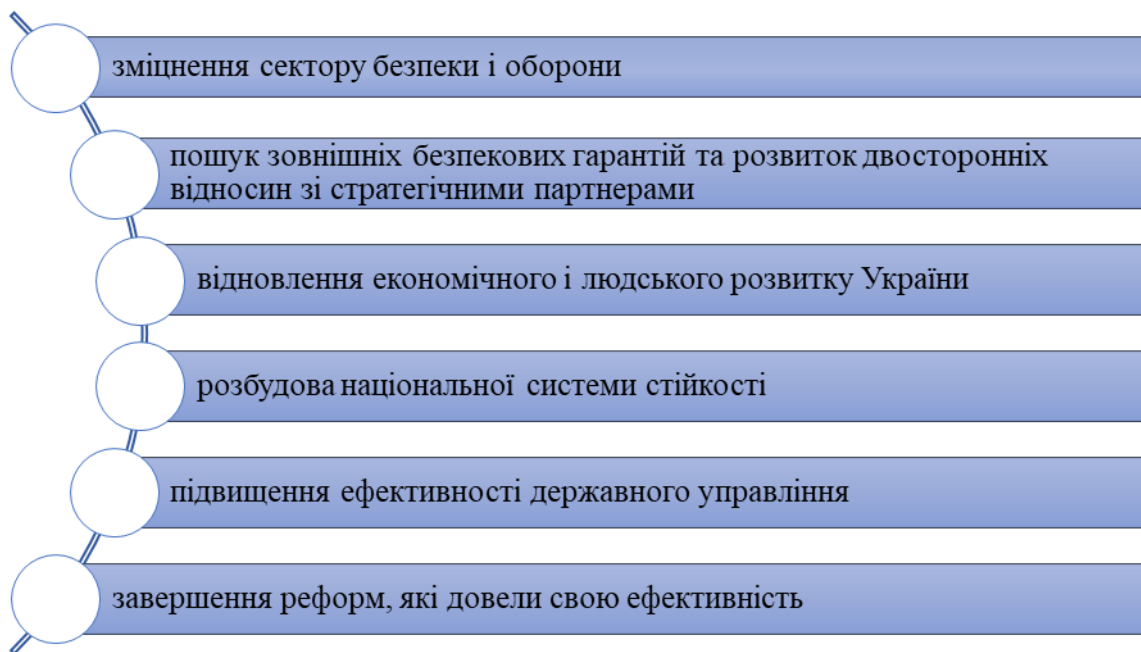 зміцнення сектору безпеки і оборони
пошук зовнішніх безпекових гарантій та розвиток двосторонніх
відносин зі стратегічними партнерами
відновлення економічного і людського розвитку України
розбудова національної системи стійкості
підвищення ефективності державного управління
завершення реформ, які довели свою ефективність